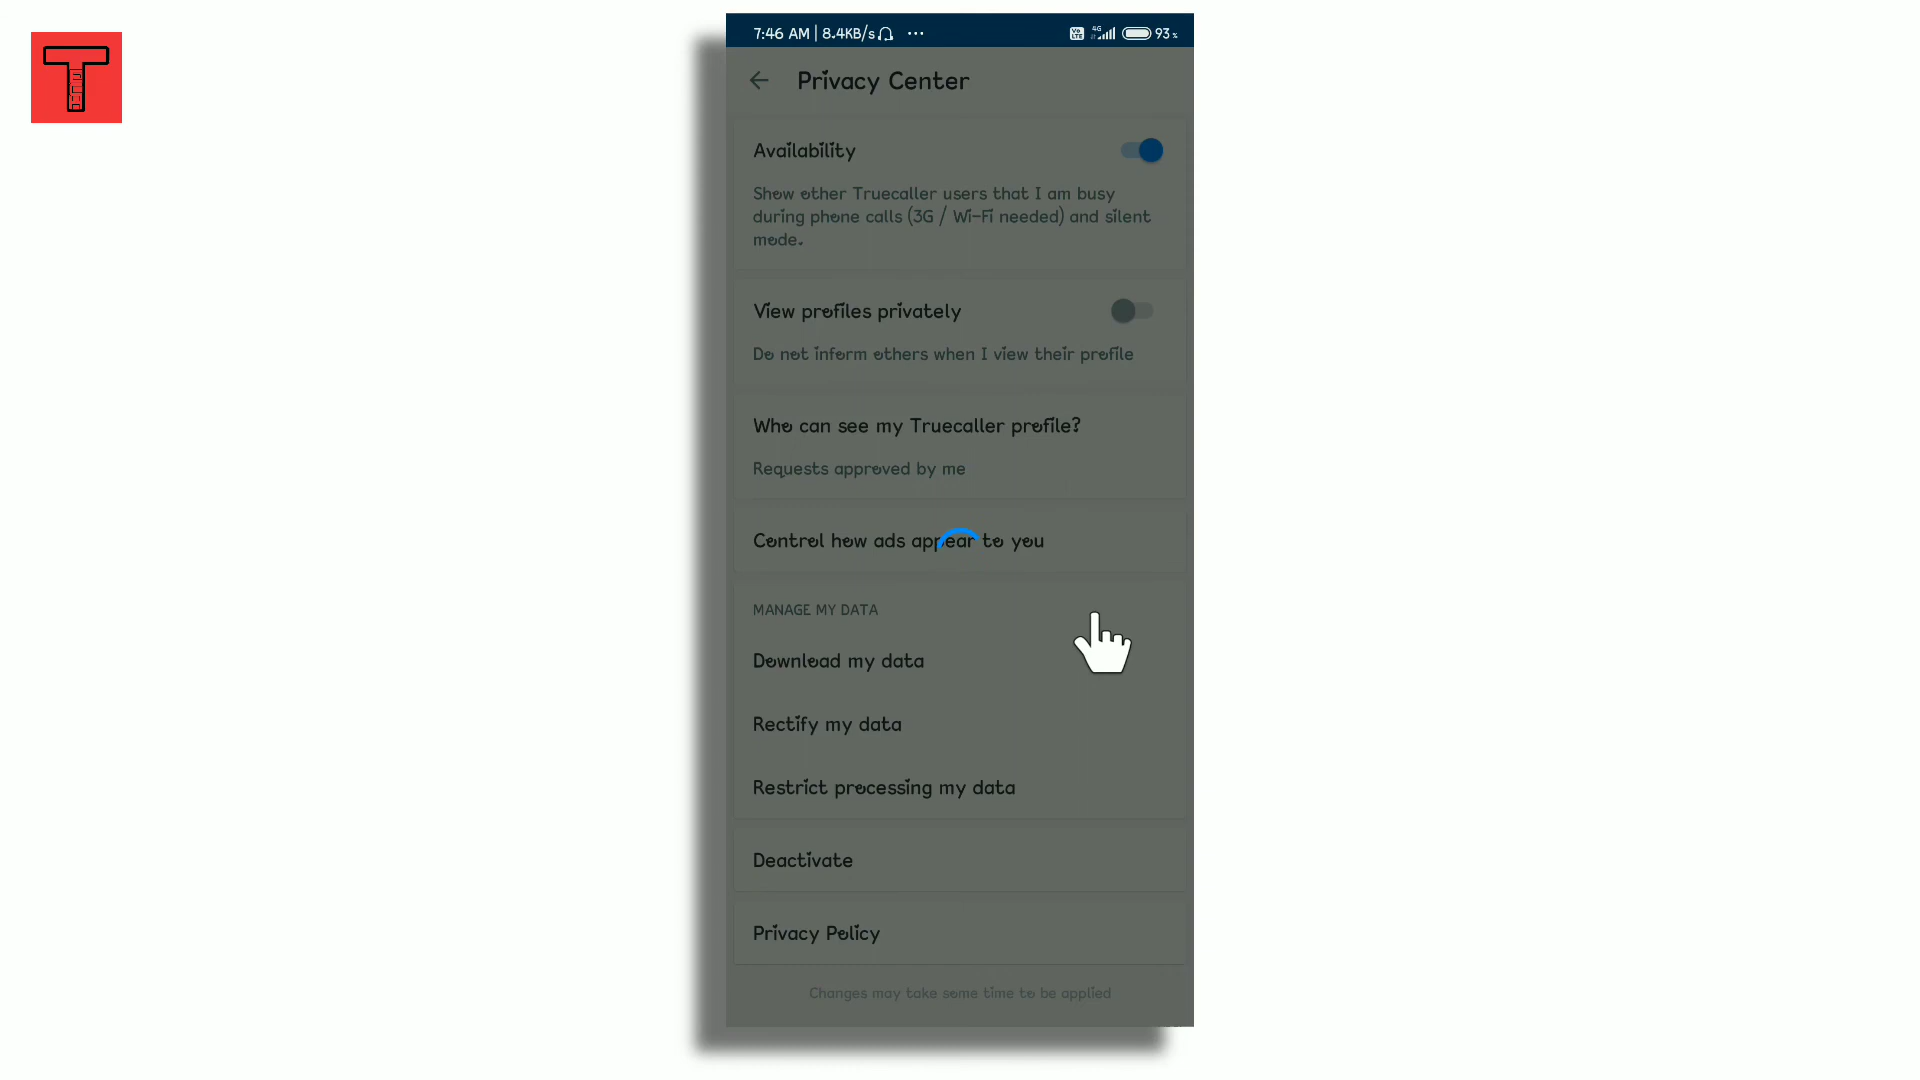 7:46 AM | 8.4KB/s ... Vo LTE 4G 93%
Privacy Center
Availability
Show other Truecaller users that I am busy
during phone calls (3G / Wi-Fi needed) and silent
mode.
View profiles privately
Do not inform others when I view their profile
Who can see my Truecaller profile?
Requests approved by me
Control how ads appear to you
MANAGE MY DATA
Download my data
Rectify my data
Restrict processing my data
Deactivate
Privacy Policy
Changes may take some time to be applied